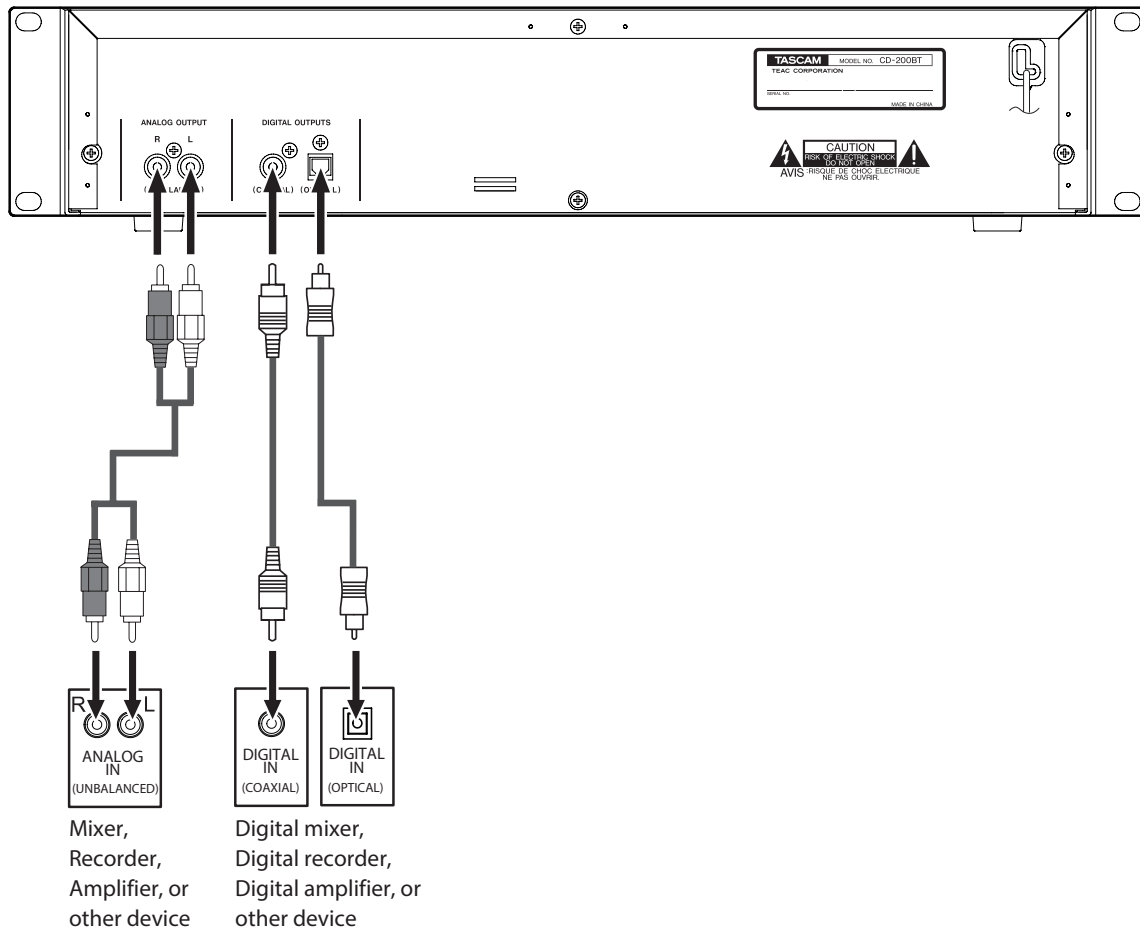 TASCAM MODEL NO. CD-200BT
TEAC CORPORATION
SERIAL NO.
MADE IN CHINA
ANALOG OUTPUT
R L
DIGITAL OUTPUTS
CAUTION
RISK OF ELECTRIC SHOCK
DO NOT OPEN
AVIS : RISQUE DE CHOC ELECTRIQUE
NE PAS OUVRIR.
R L
ANALOG
IN
(UNBALANCED)
DIGITAL
IN
(COAXIAL)
DIGITAL
IN
(OPTICAL)
Mixer,
Recorder,
Amplifier, or
other device
Digital mixer,
Digital recorder,
Digital amplifier, or
other device